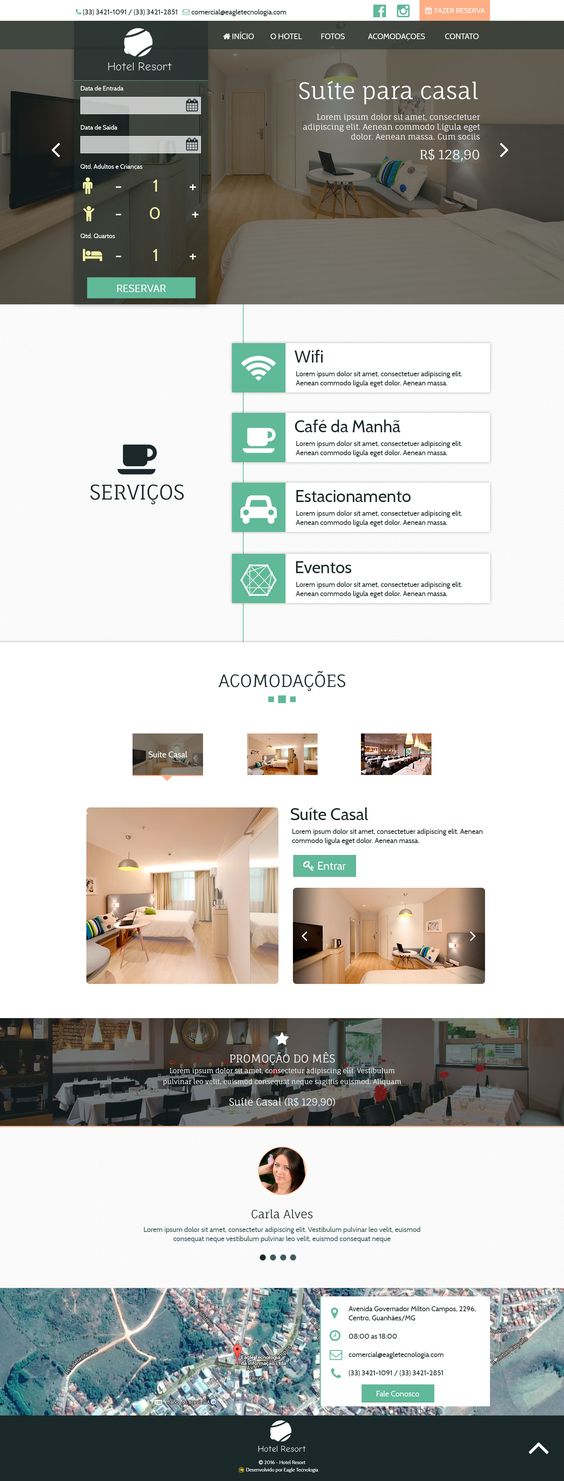 (33) 3421-1091 / (33) 3421-2851 comercial@eagletecnologia.com
FAZER RESERVA
Hotel Resort
INÍCIO O HOTEL FOTOS ACOMODAÇOES CONTATO
Data de Entrada
Data de Saida
Qtd. Adultos e Crianças
- 1 +
- 0 +
Qtd. Quartos
- 1 +
RESERVAR
Suíte para casal
Lorem ipsum dolor sit amet, consectetuer
adipiscing elit. Aenean commodo ligula eget
dolor. Aenean massa. Cum sociis
R$ 128,90
SERVIÇOS
Wifi
Lorem ipsum dolor sit amet, consectetuer adipiscing elit.
Aenean commodo ligula eget dolor. Aenean massa.
Café da Manhã
Lorem ipsum dolor sit amet, consectetuer adipiscing elit.
Aenean commodo ligula eget dolor. Aenean massa.
Estacionamento
Lorem ipsum dolor sit amet, consectetuer adipiscing elit.
Aenean commodo ligula eget dolor. Aenean massa.
Eventos
Lorem ipsum dolor sit amet, consectetuer adipiscing elit.
Aenean commodo ligula eget dolor. Aenean massa.
ACOMODAÇÕES
Suíte Casal
Suíte Casal
Lorem ipsum dolor sit amet, consectetuer adipiscing elit. Aenean
commodo ligula eget dolor. Aenean massa.
Entrar
PROMOÇÃO DO MÊS
Lorem ipsum dolor sit amet, consectetur adipiscing elit. Vestibulum
pulvinar leo velit, euismod consequat neque sagittis euismod. Aliquam
Suíte Casal (R$ 129,90)
Carla Alves
Lorem ipsum dolor sit amet, consectetur adipiscing elit. Vestibulum pulvinar leo velit, euismod
consequat neque vestibulum pulvinar leo velit, euismod consequat neque
Eagle Tecnologia
da Informação Ltda
Avenida Governador Milton Campos, 2296,
Centro. Guanhães/MG
08:00 as 18:00
comercial@eagletecnologia.com
(33) 3421-1091 / (33) 3421-2851
Fale Conosco
Hotel Resort
© 2016 - Hotel Resort
Desenvolvido por Eagle Tecnologia